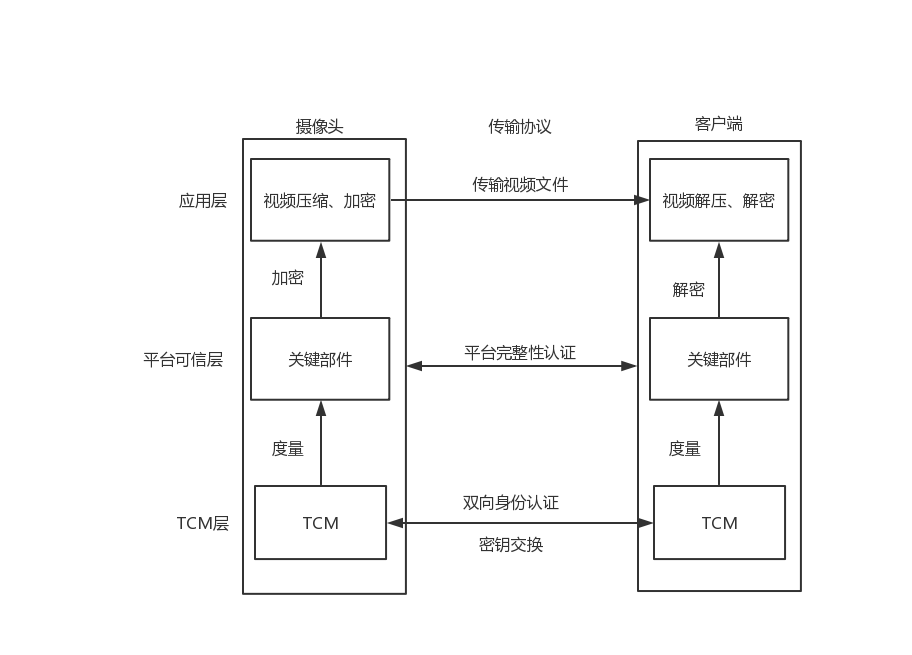 摄像头
传输协议
客户端
应用层
视频压缩、加密
传输视频文件
视频解压、解密
加密
解密
平台可信层
关键部件
平台完整性认证
关键部件
度量
度量
TCM层
TCM
双向身份认证
密钥交换
TCM